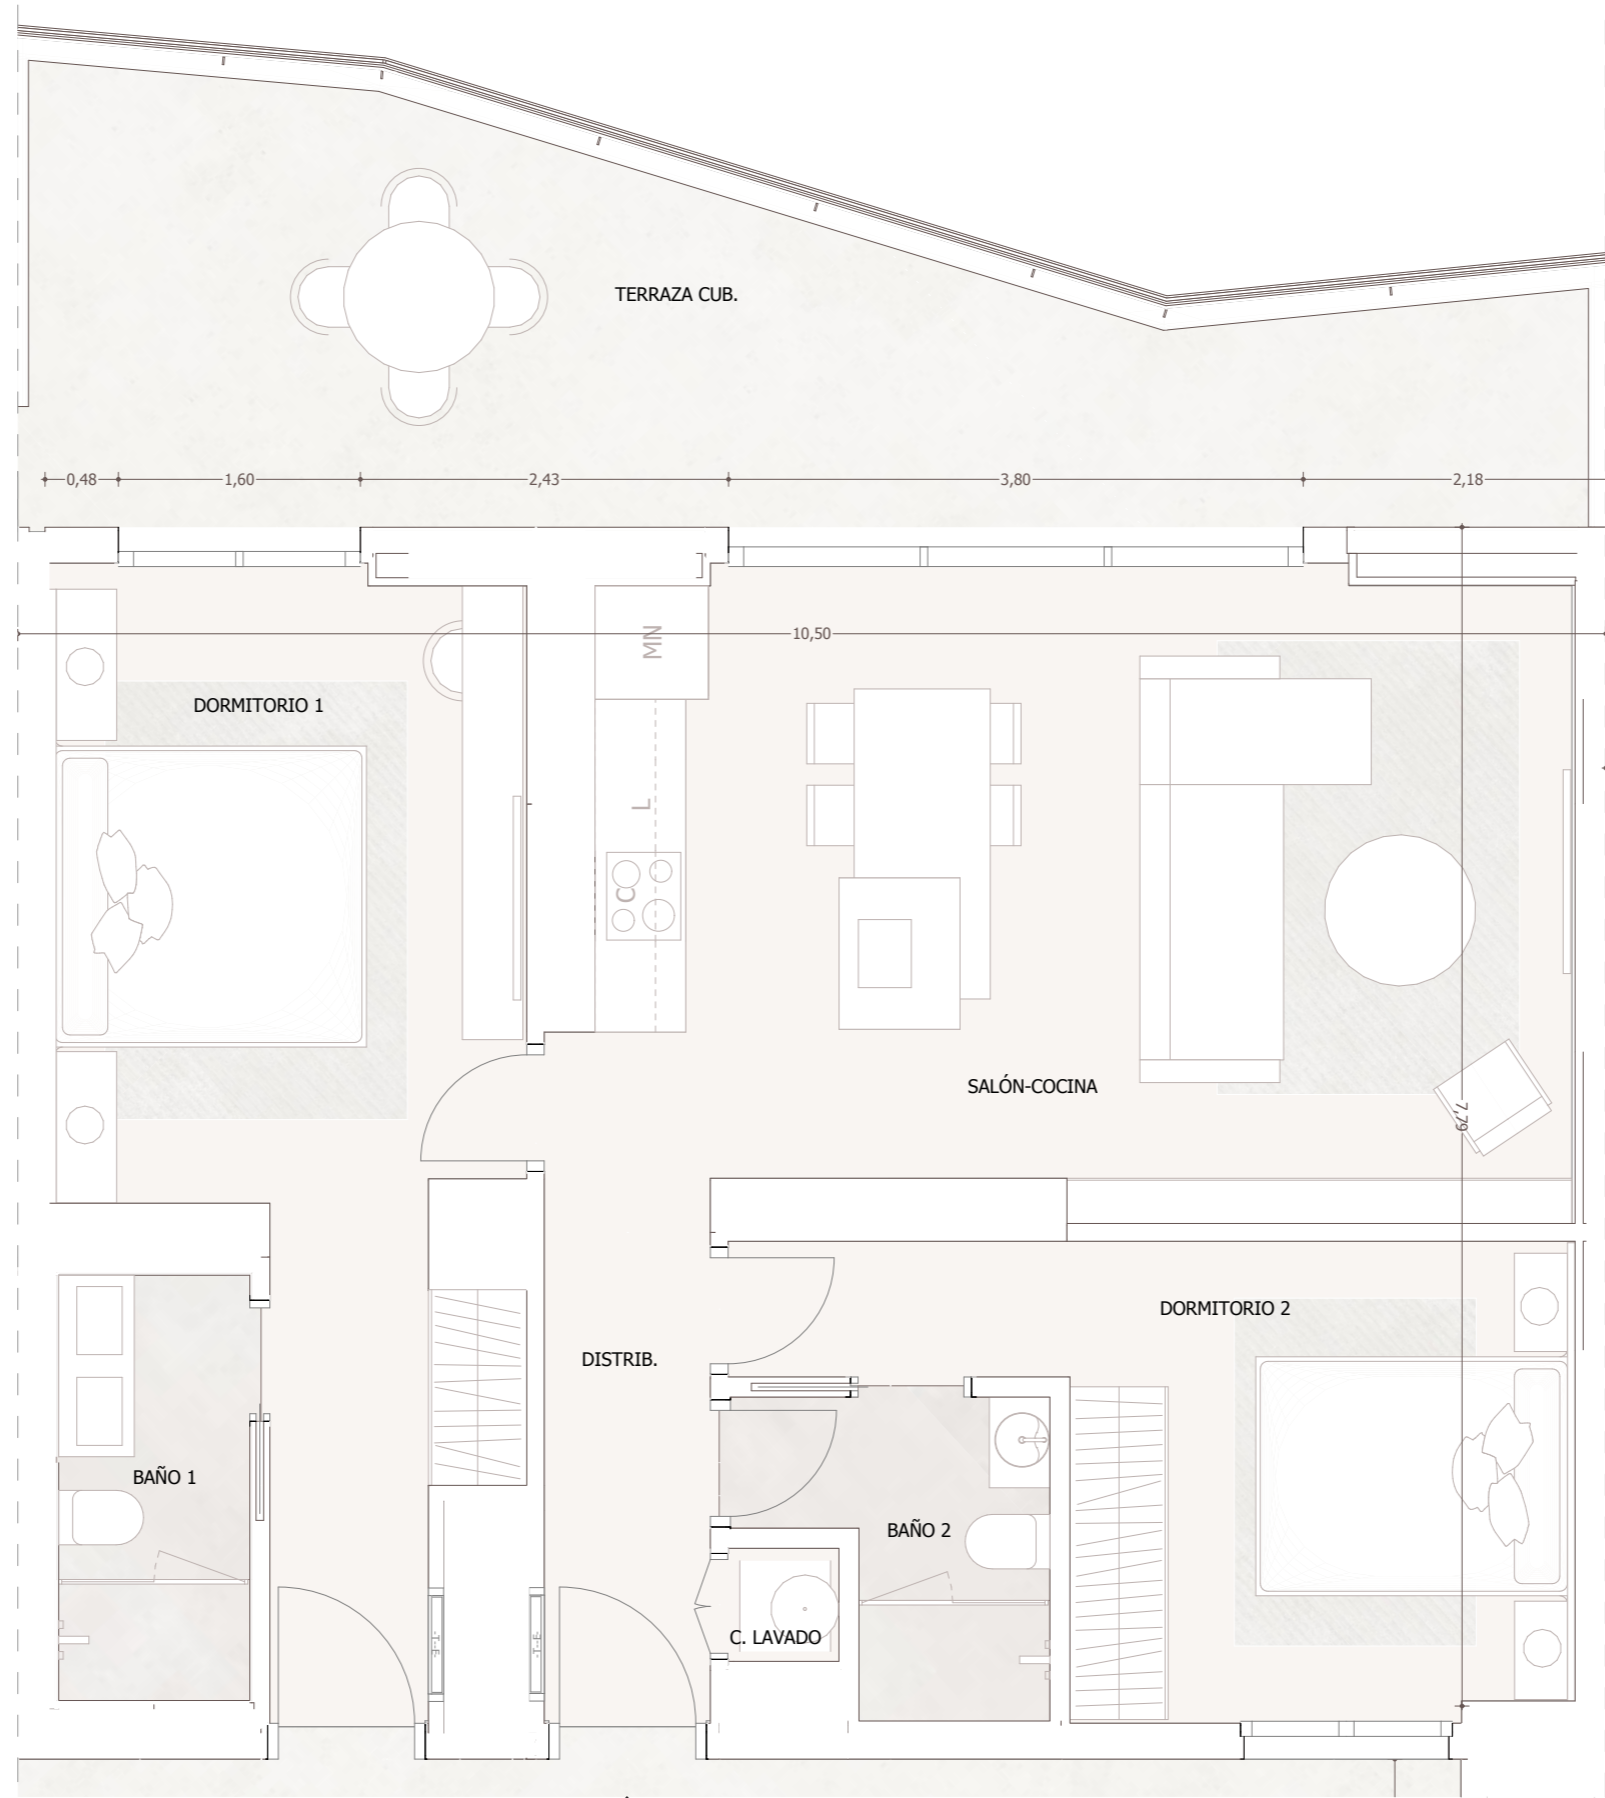 TERRAZA CUB.
0,48
1,60
2,43
3,80
2,18
10,50
MN
DORMITORIO 1
L
C
SALÓN-COCINA
7,79
DORMITORIO 2
DISTRIB.
BAÑO 1
BAÑO 2
C. LAVADO